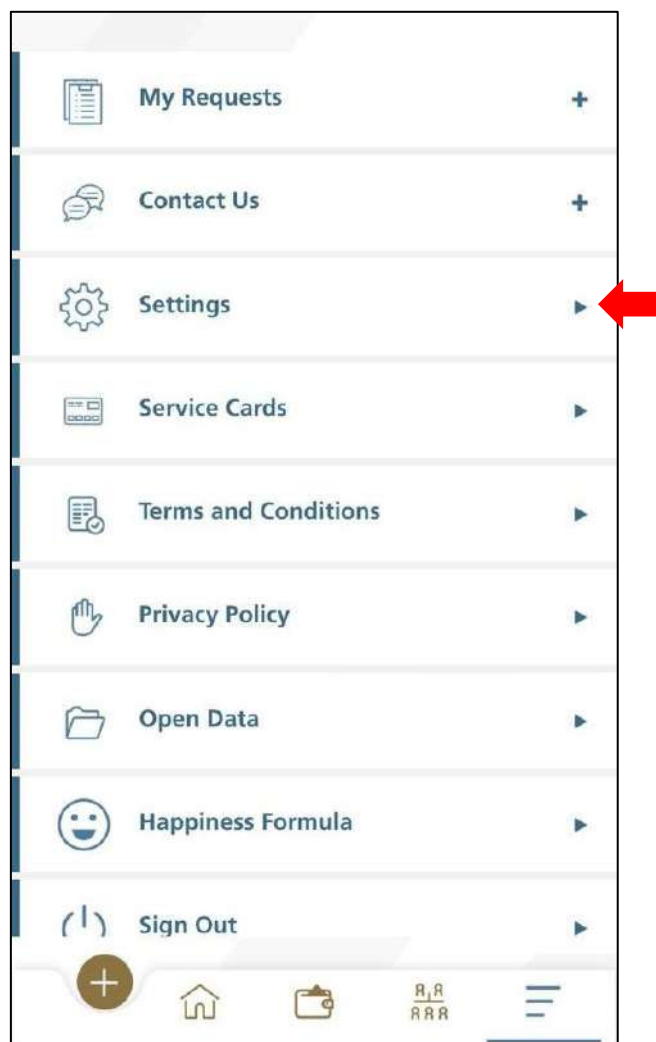 My Requests
Contact Us
Settings
Service Cards
Terms and Conditions
Privacy Policy
Open Data
Happiness Formula
Sign Out